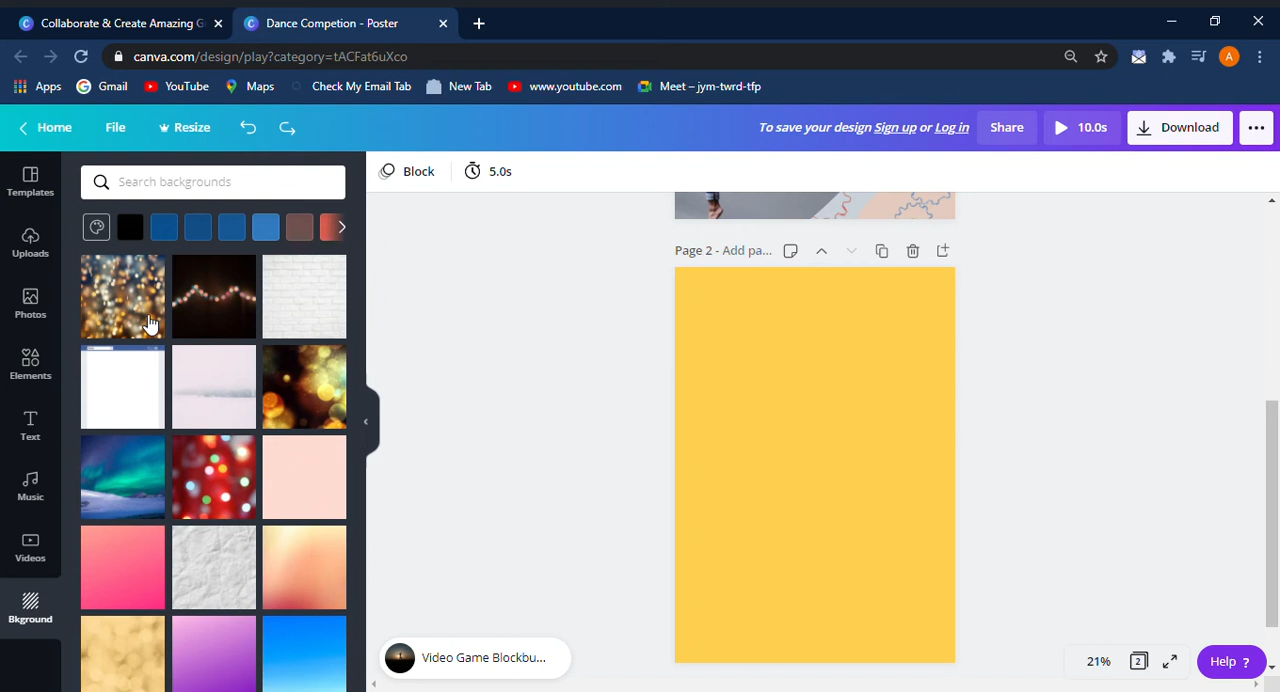 Collaborate & Create Amazing G
Dance Competion - Poster
canva.com/design/play?category=tACFat6uXco
A
Apps
Gmail
YouTube
Maps
Check My Email Tab
New Tab
www.youtube.com
Meet – jym-twrd-tfp
Home
File
Resize
To save your design Sign up or Log in
Share
10.0s
Download
Templates
Search backgrounds
Block
5.0s
Uploads
Page 2 - Add pa...
Photos
Elements
Text
Music
Videos
Bkground
Video Game Blockbu...
21%
2
Help ?